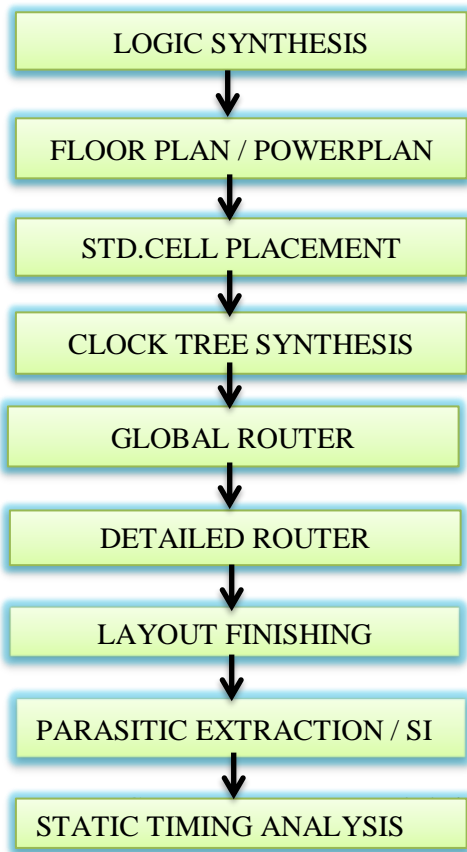 LOGIC SYNTHESIS
FLOOR PLAN / POWERPLAN
STD.CELL PLACEMENT
CLOCK TREE SYNTHESIS
GLOBAL ROUTER
DETAILED ROUTER
LAYOUT FINISHING
PARASITIC EXTRACTION / SI
STATIC TIMING ANALYSIS